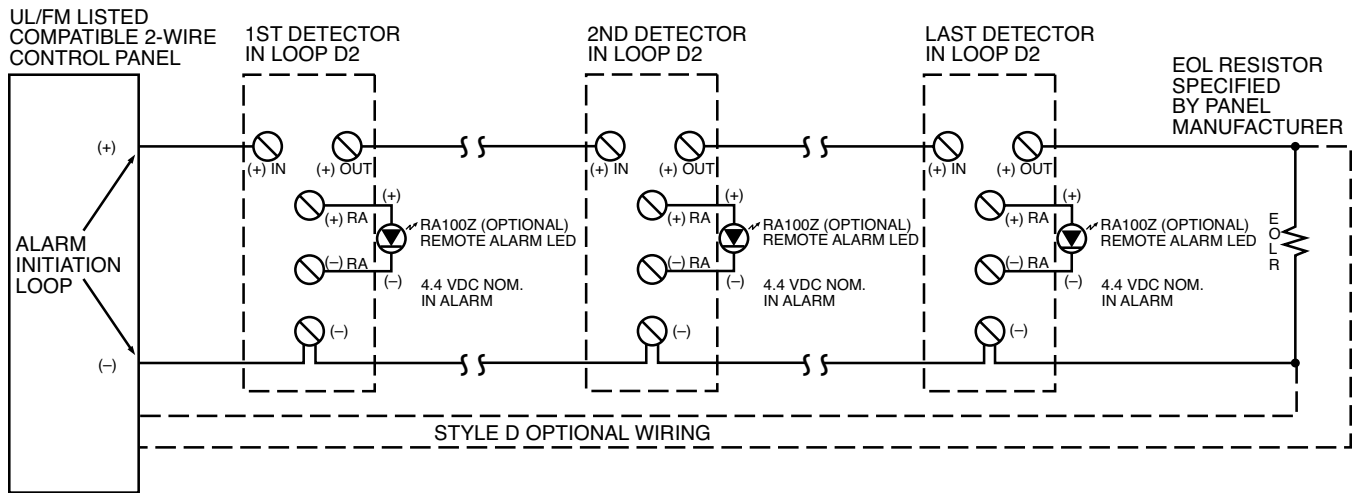 UL/FM LISTED
COMPATIBLE 2-WIRE
CONTROL PANEL
1ST DETECTOR
IN LOOP D2
2ND DETECTOR
IN LOOP D2
LAST DETECTOR
IN LOOP D2
EOL RESISTOR
SPECIFIED
BY PANEL
MANUFACTURER
(+)
ALARM
INITIATION
LOOP
(–)
(+) IN
(+) OUT
(+) RA
(+)
RA100Z (OPTIONAL)
REMOTE ALARM LED
(–) RA
(–)
4.4 VDC NOM.
IN ALARM
(–)
(+) IN
(+) OUT
(+) RA
(+)
RA100Z (OPTIONAL)
REMOTE ALARM LED
(–) RA
(–)
4.4 VDC NOM.
IN ALARM
(–)
(+) IN
(+) OUT
(+) RA
(+)
RA100Z (OPTIONAL)
REMOTE ALARM LED
(–) RA
(–)
4.4 VDC NOM.
IN ALARM
(–)
E
O
L
R
STYLE D OPTIONAL WIRING